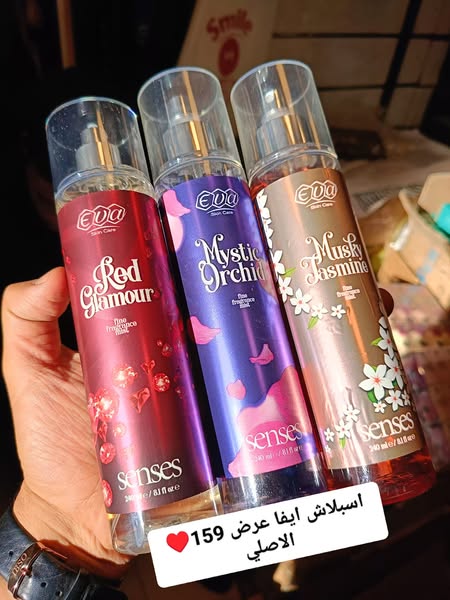 Smile
EVA
Skin Care
Red
Glamour
fine
fragrance
mist
senses
240 ml e / 8.1 fl oz e
EVA
Skin Care
Mystic
Orchid
fine
fragrance
mist
senses
240 ml e / 8.1 fl oz e
EVA
Skin Care
Musky
Jasmine
fine
fragrance
mist
senses
240 ml e / 8.1 fl oz e
اسبلاش ايفا عرض 159❤️
الاصلي